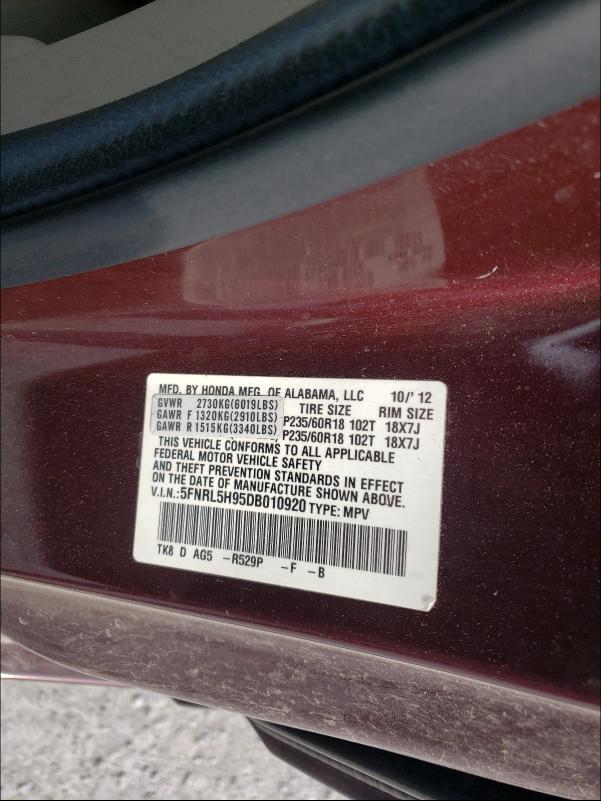 MFD. BY HONDA MFG. OF ALABAMA, LLC 10/'12
GVWR 2730KG(6019LBS) TIRE SIZE RIM SIZE
GAWR F 1320KG(2910LBS) P235/60R18 102T 18X7J
GAWR R 1515KG(3340LBS) P235/60R18 102T 18X7J
THIS VEHICLE CONFORMS TO ALL APPLICABLE
FEDERAL MOTOR VEHICLE SAFETY
AND THEFT PREVENTION STANDARDS IN EFFECT
ON THE DATE OF MANUFACTURE SHOWN ABOVE.
V.I.N.:5FNRL5H95DB010920 TYPE: MPV
TK8 D AG5 -R529P -F -B